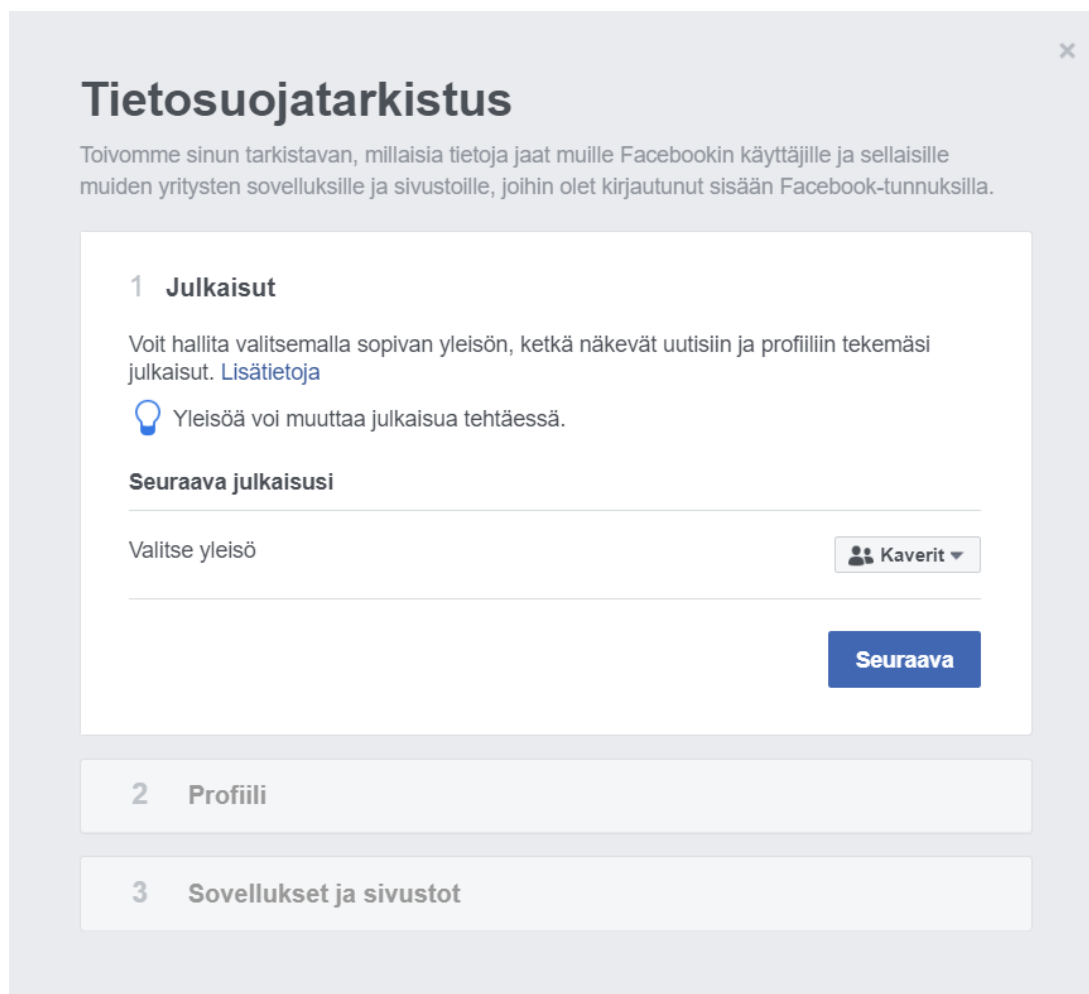 Tietosuojatarkistus
Toivomme sinun tarkistavan, millaisia tietoja jaat muille Facebookin käyttäjille ja sellaisille
muiden yritysten sovelluksille ja sivustoille, joihin olet kirjautunut sisään Facebook-tunnuksilla.
1 Julkaisut
Voit hallita valitsemalla sopivan yleisön, ketkä näkevät uutisiin ja profiiliin tekemäsi
julkaisut. Lisätietoja
Yleisöä voi muuttaa julkaisua tehtäessä.
Seuraava julkaisusi
Valitse yleisö
Kaverit
Seuraava
2 Profiili
3 Sovellukset ja sivustot